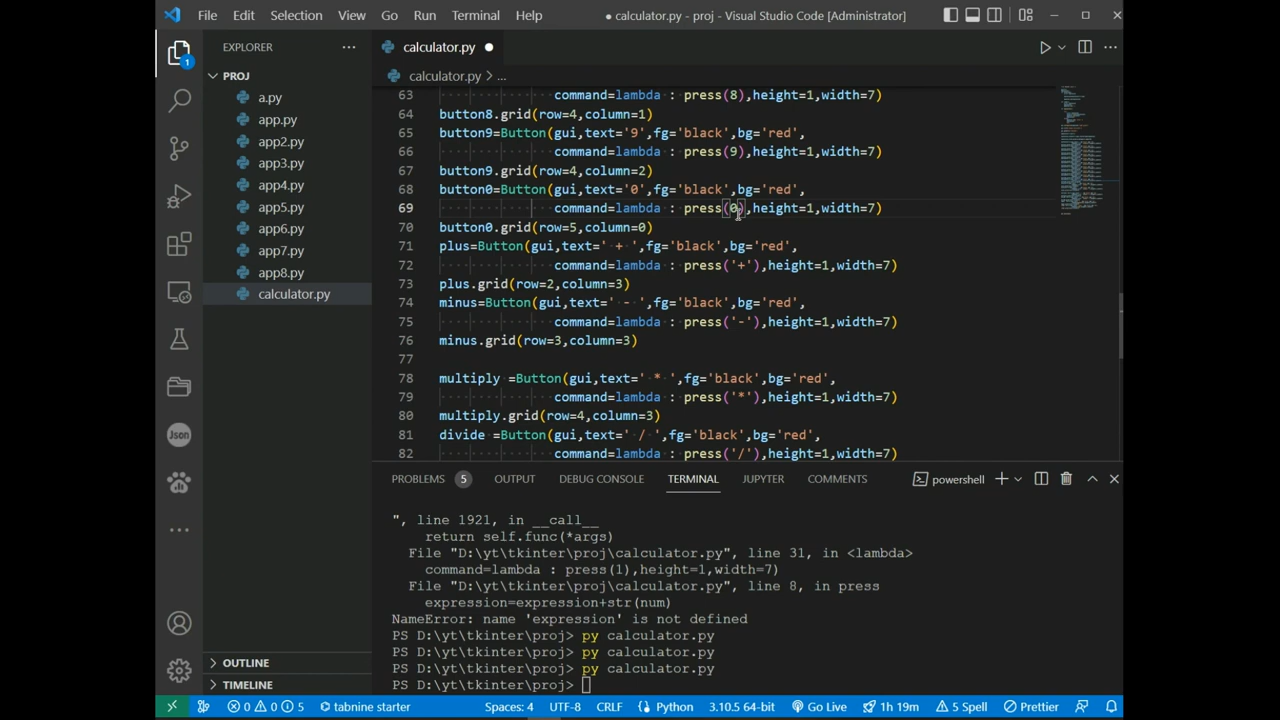 File Edit Selection View Go Run Terminal Help
● calculator.py - proj - Visual Studio Code [Administrator]
EXPLORER
calculator.py
PROJ
calculator.py > ...
a.py
app.py
app2.py
app3.py
app4.py
app5.py
app6.py
app7.py
app8.py
calculator.py
OUTLINE
TIMELINE
1
Json
63 command=lambda : press(8),height=1,width=7)
64 button8.grid(row=4,column=1)
65 button9=Button(gui,text='9',fg='black',bg='red',
66 command=lambda : press(9),height=1,width=7)
67 button9.grid(row=4,column=2)
68 button0=Button(gui,text='0',fg='black',bg='red',
69 command=lambda : press(0),height=1,width=7)
70 button0.grid(row=5,column=0)
71 plus=Button(gui,text=' + ',fg='black',bg='red',
72 command=lambda : press('+'),height=1,width=7)
73 plus.grid(row=2,column=3)
74 minus=Button(gui,text=' - ',fg='black',bg='red',
75 command=lambda : press('-'),height=1,width=7)
76 minus.grid(row=3,column=3)
77
78 multiply =Button(gui,text=' * ',fg='black',bg='red',
79 command=lambda : press('*'),height=1,width=7)
80 multiply.grid(row=4,column=3)
81 divide =Button(gui,text=' / ',fg='black',bg='red',
82 command=lambda : press('/'),height=1,width=7)
PROBLEMS 5 OUTPUT DEBUG CONSOLE TERMINAL JUPYTER COMMENTS powershell
", line 1921, in __call__
return self.func(*args)
File "D:\yt\tkinter\proj\calculator.py", line 31, in <lambda>
command=lambda : press(1),height=1,width=7)
File "D:\yt\tkinter\proj\calculator.py", line 8, in press
expression=expression+str(num)
NameError: name 'expression' is not defined
PS D:\yt\tkinter\proj> py calculator.py
PS D:\yt\tkinter\proj> py calculator.py
PS D:\yt\tkinter\proj> py calculator.py
PS D:\yt\tkinter\proj>
0 0 5 tabnine starter Spaces: 4 UTF-8 CRLF Python 3.10.5 64-bit Go Live 1h 19m 5 Spell Prettier